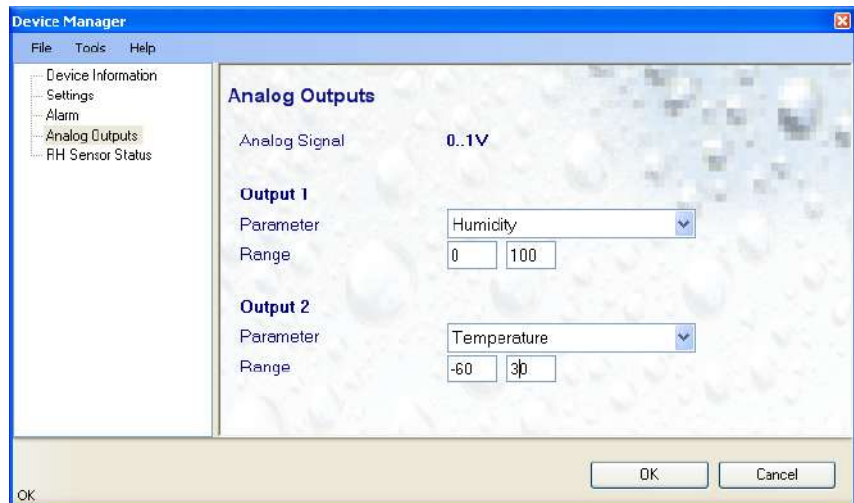 Device Manager
File Tools Help
Device Information
Settings
Alarm
Analog Outputs
RH Sensor Status
Analog Outputs
Analog Signal 0..1V
Output 1
Parameter Humidity
Range 0 100
Output 2
Parameter Temperature
Range -60 30
OK Cancel
OK